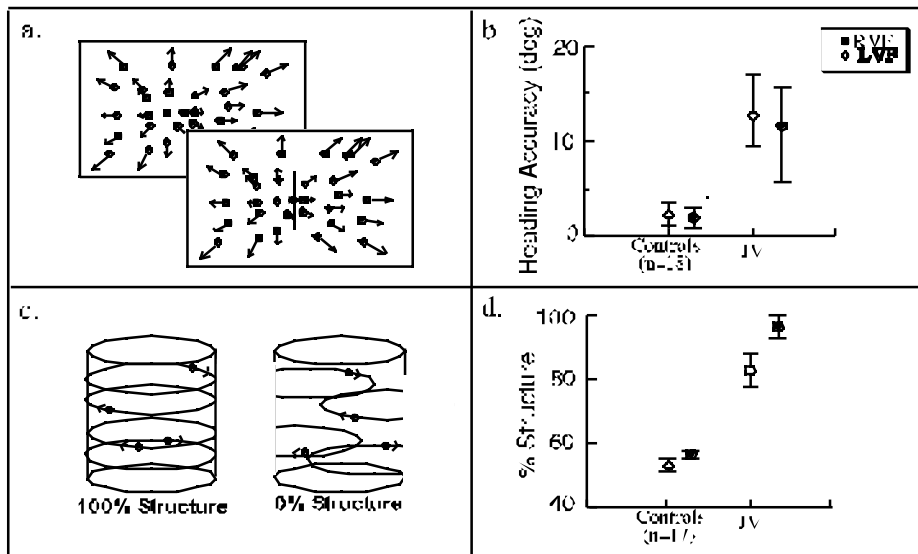 a.
b
20
10
0
Heading Accuracy (deg)
RVF
LVF
Controls
JV
c.
100% Structure
0% Structure
d.
100
80
60
40
% Structure
Controls
(n=17)
JV